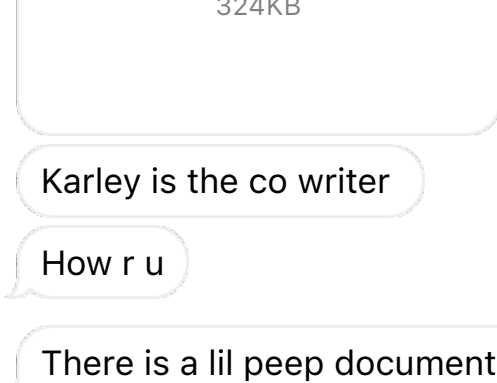 324KB
Karley is the co writer
How r u
There is a lil peep document